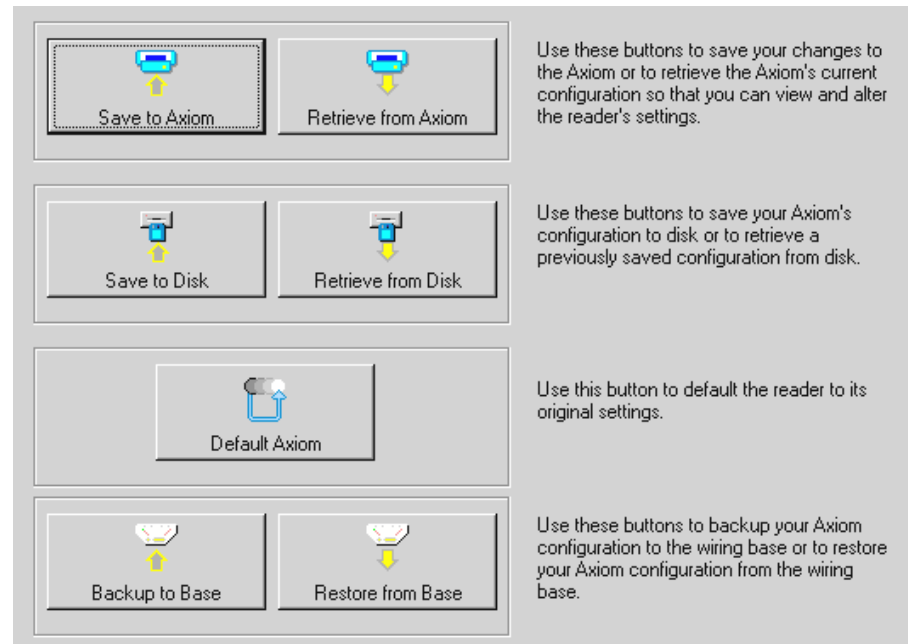 Save to Axiom
Retrieve from Axiom
Use these buttons to save your changes to
the Axiom or to retrieve the Axiom's current
configuration so that you can view and alter
the reader's settings.
Save to Disk
Retrieve from Disk
Use these buttons to save your Axiom's
configuration to disk or to retrieve a
previously saved configuration from disk.
Default Axiom
Use this button to default the reader to its
original settings.
Backup to Base
Restore from Base
Use these buttons to backup your Axiom
configuration to the wiring base or to restore
your Axiom configuration from the wiring
base.